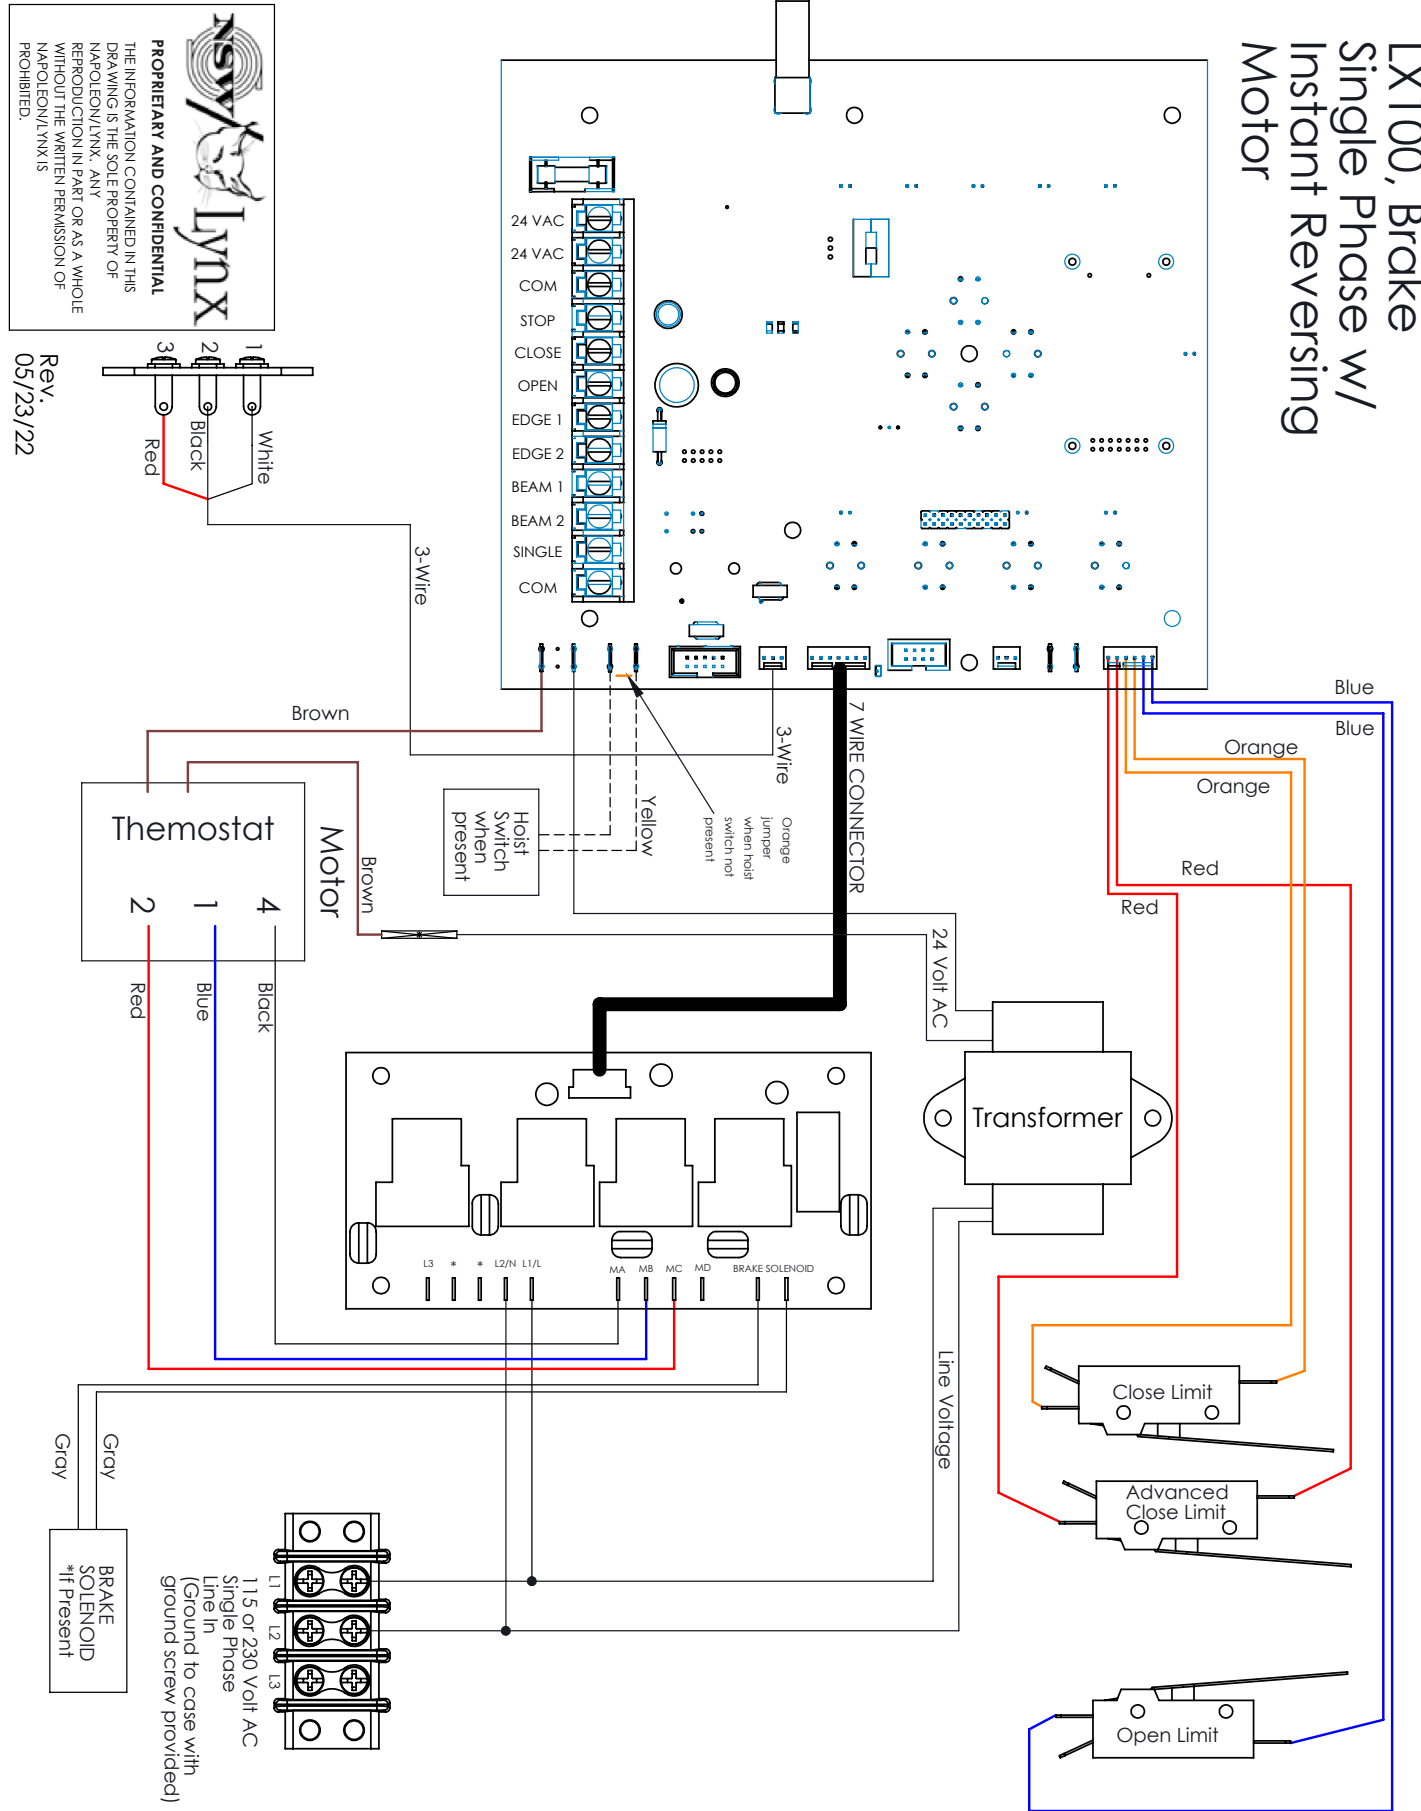 LX100, Brake
Single Phase w/
Instant Reversing
Motor
NSW
Lynx
PROPRIETARY AND CONFIDENTIAL
THE INFORMATION CONTAINED IN THIS
DRAWING IS THE SOLE PROPERTY OF
NAPOLEON/LYNX. ANY
REPRODUCTION IN PART OR AS A WHOLE
WITHOUT THE WRITTEN PERMISSION OF
NAPOLEON/LYNX IS
PROHIBITED.
Rev.
05/23/22
1
2
3
White
Black
Red
3-Wire
24 VAC
24 VAC
COM
STOP
CLOSE
OPEN
EDGE 1
EDGE 2
BEAM 1
BEAM 2
SINGLE
COM
Brown
3-Wire
7 WIRE CONNECTOR
Blue
Blue
Orange
Orange
Red
Red
Yellow
Orange
jumper
when hoist
switch not
present
Hoist
Switch
when
present
Themostat
Motor
Brown
4
1
2
Black
Blue
Red
24 Volt AC
Transformer
L3
*
*
L2/N
L1/L
MA
MB
MC
MD
BRAKE SOLENOID
Line Voltage
Close Limit
Advanced
Close Limit
Open Limit
Gray
Gray
BRAKE
SOLENOID
*If Present
L1
L2
L3
115 or 230 Volt AC
Single Phase
Line In
(Ground to case with
ground screw provided)